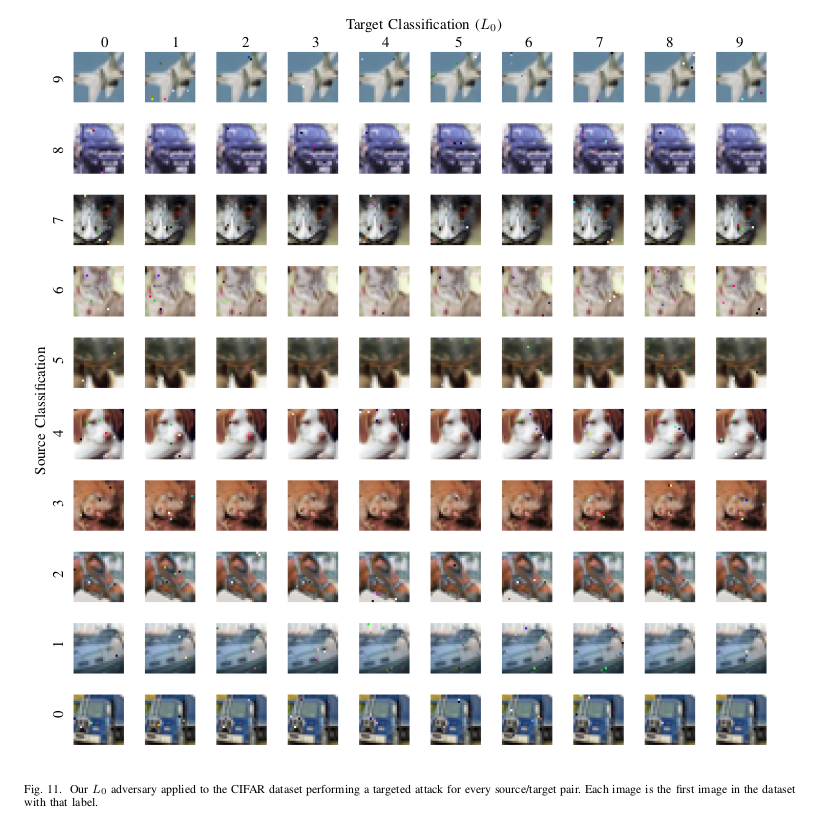 Target Classification (L0)
0 1 2 3 4 5 6 7 8 9
Source Classification
9
8
7
6
5
4
3
2
1
0
Fig. 11. Our L0 adversary applied to the CIFAR dataset performing a targeted attack for every source/target pair. Each image is the first image in the dataset
with that label.